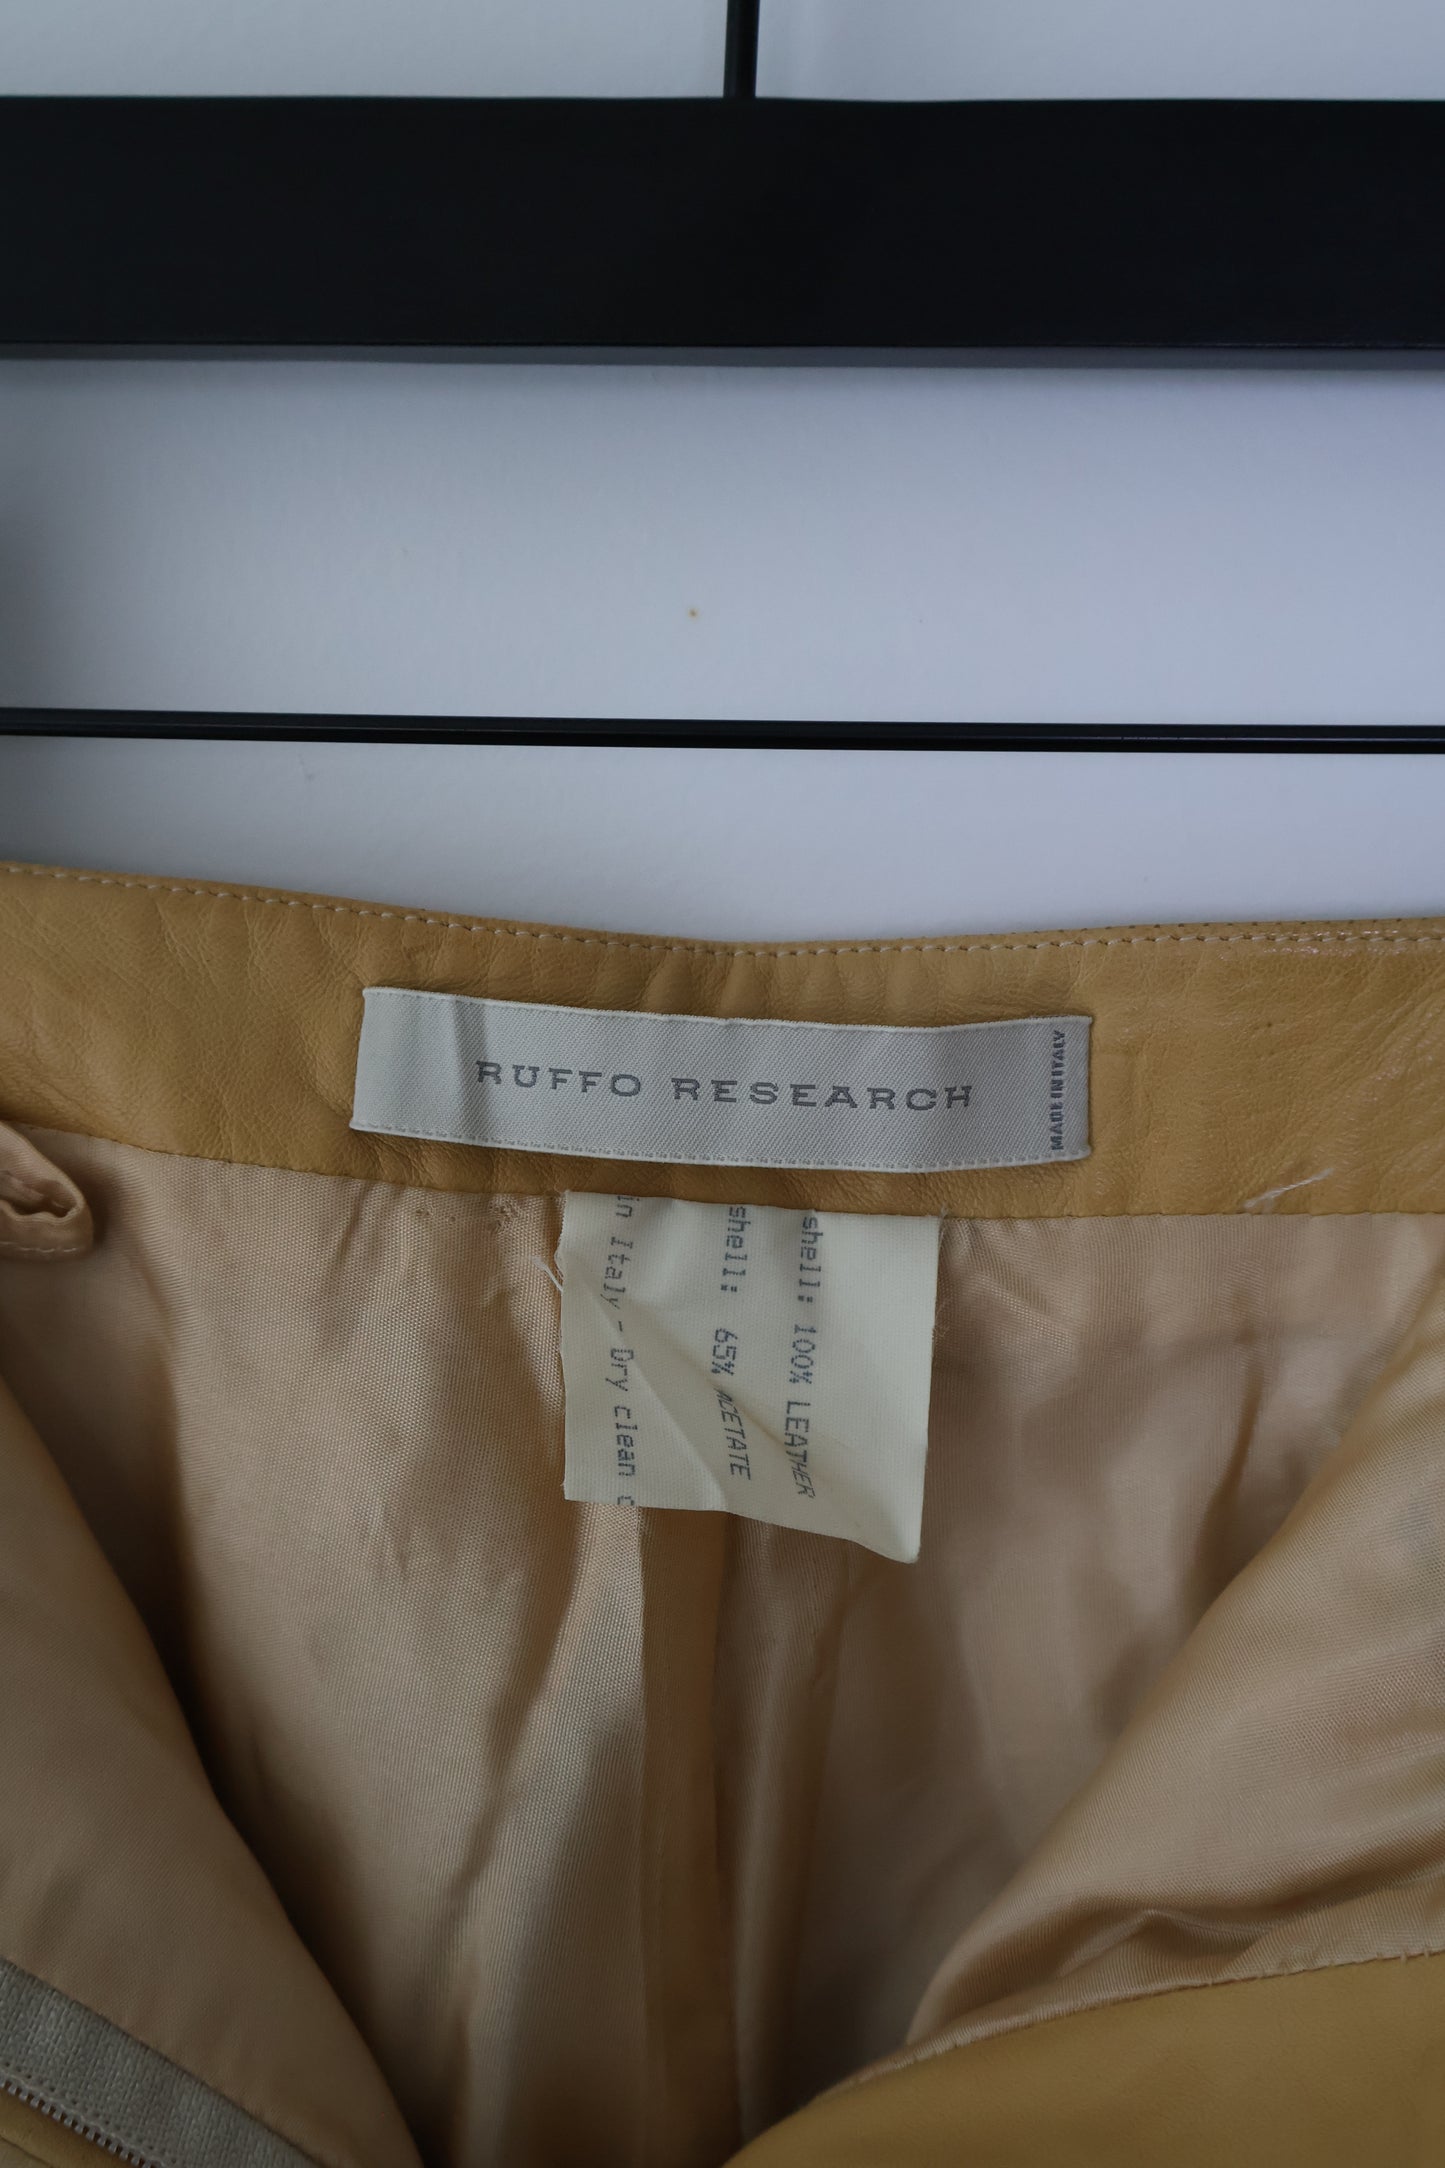 RUFFO RESEARCH
MADE IN ITALY
shell: 100% LEATHER
shell: 65% ACETATE
in Italy - Dry clean